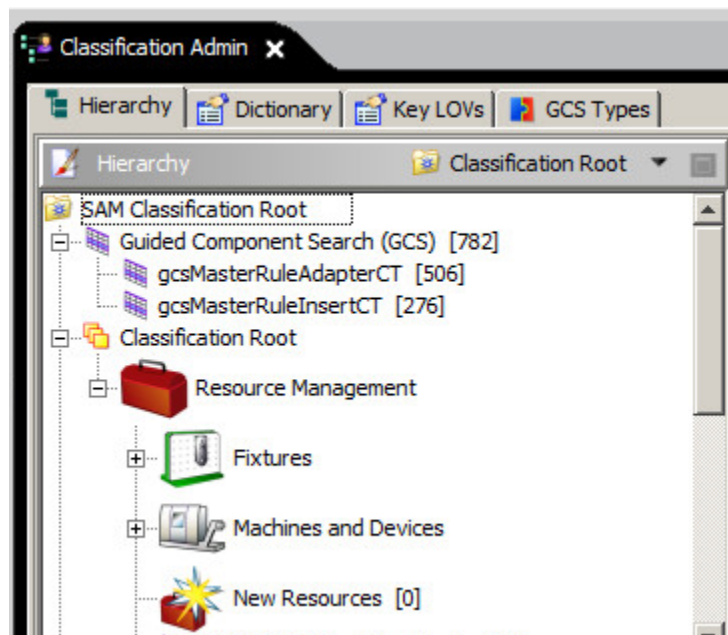 Classification Admin
Hierarchy Dictionary Key LOVs GCS Types
Hierarchy Classification Root
SAM Classification Root
Guided Component Search (GCS) [782]
gcsMasterRuleAdapterCT [506]
gcsMasterRuleInsertCT [276]
Classification Root
Resource Management
Fixtures
Machines and Devices
New Resources [0]